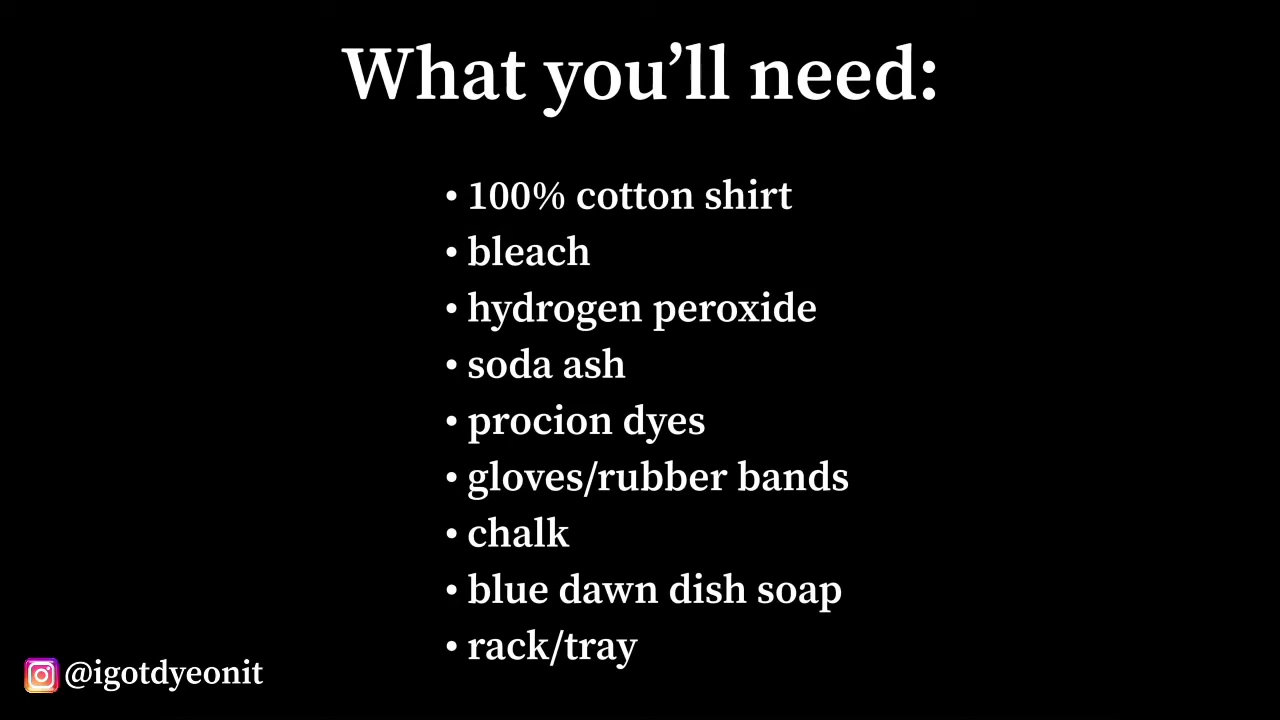 What you’ll need:
• 100% cotton shirt
• bleach
• hydrogen peroxide
• soda ash
• procion dyes
• gloves/rubber bands
• chalk
• blue dawn dish soap
• rack/tray
@igotdyeonit